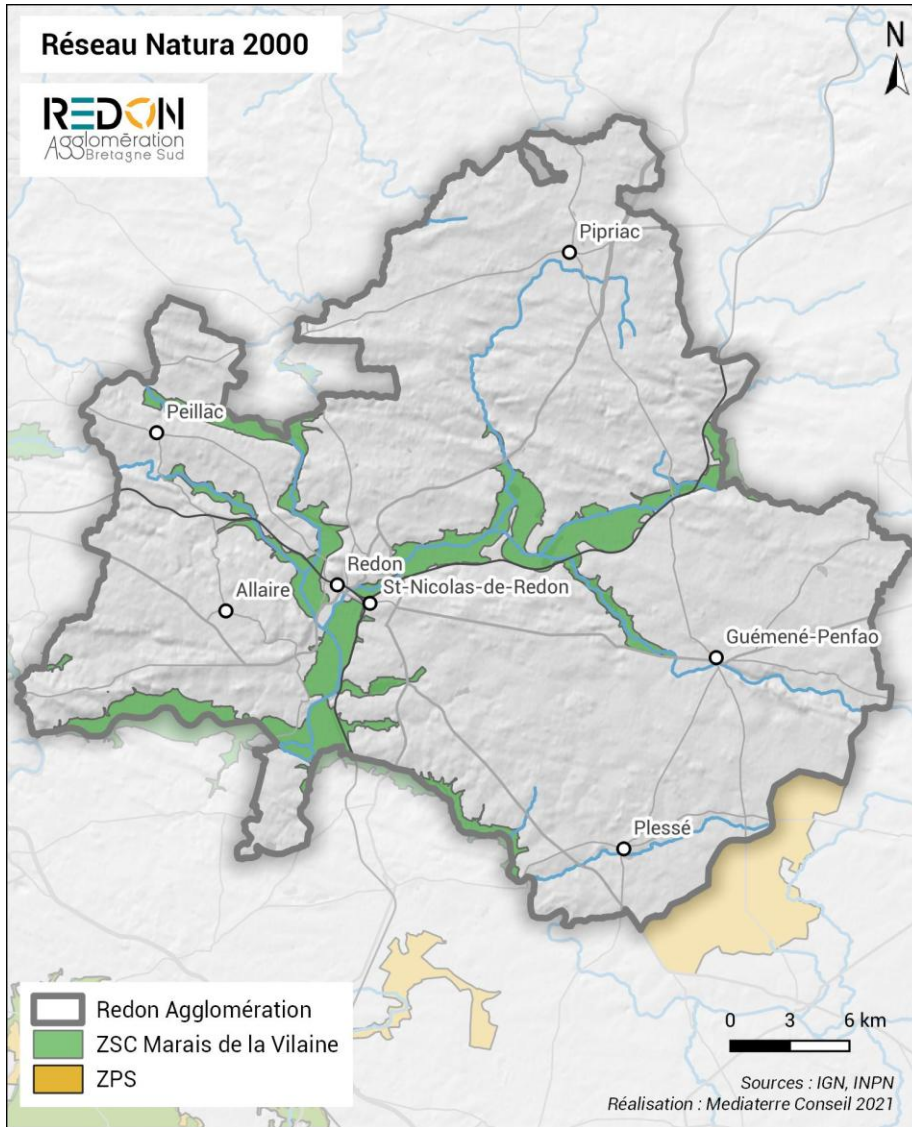 Réseau Natura 2000
N
REDON
Agglomération
Bretagne Sud
Pipriac
Peillac
Redon
St-Nicolas-de-Redon
Allaire
Guémené-Penfao
Plessé
Redon Agglomération
ZSC Marais de la Vilaine
ZPS
0 3 6 km
Sources : IGN, INPN
Réalisation : Mediaterre Conseil 2021